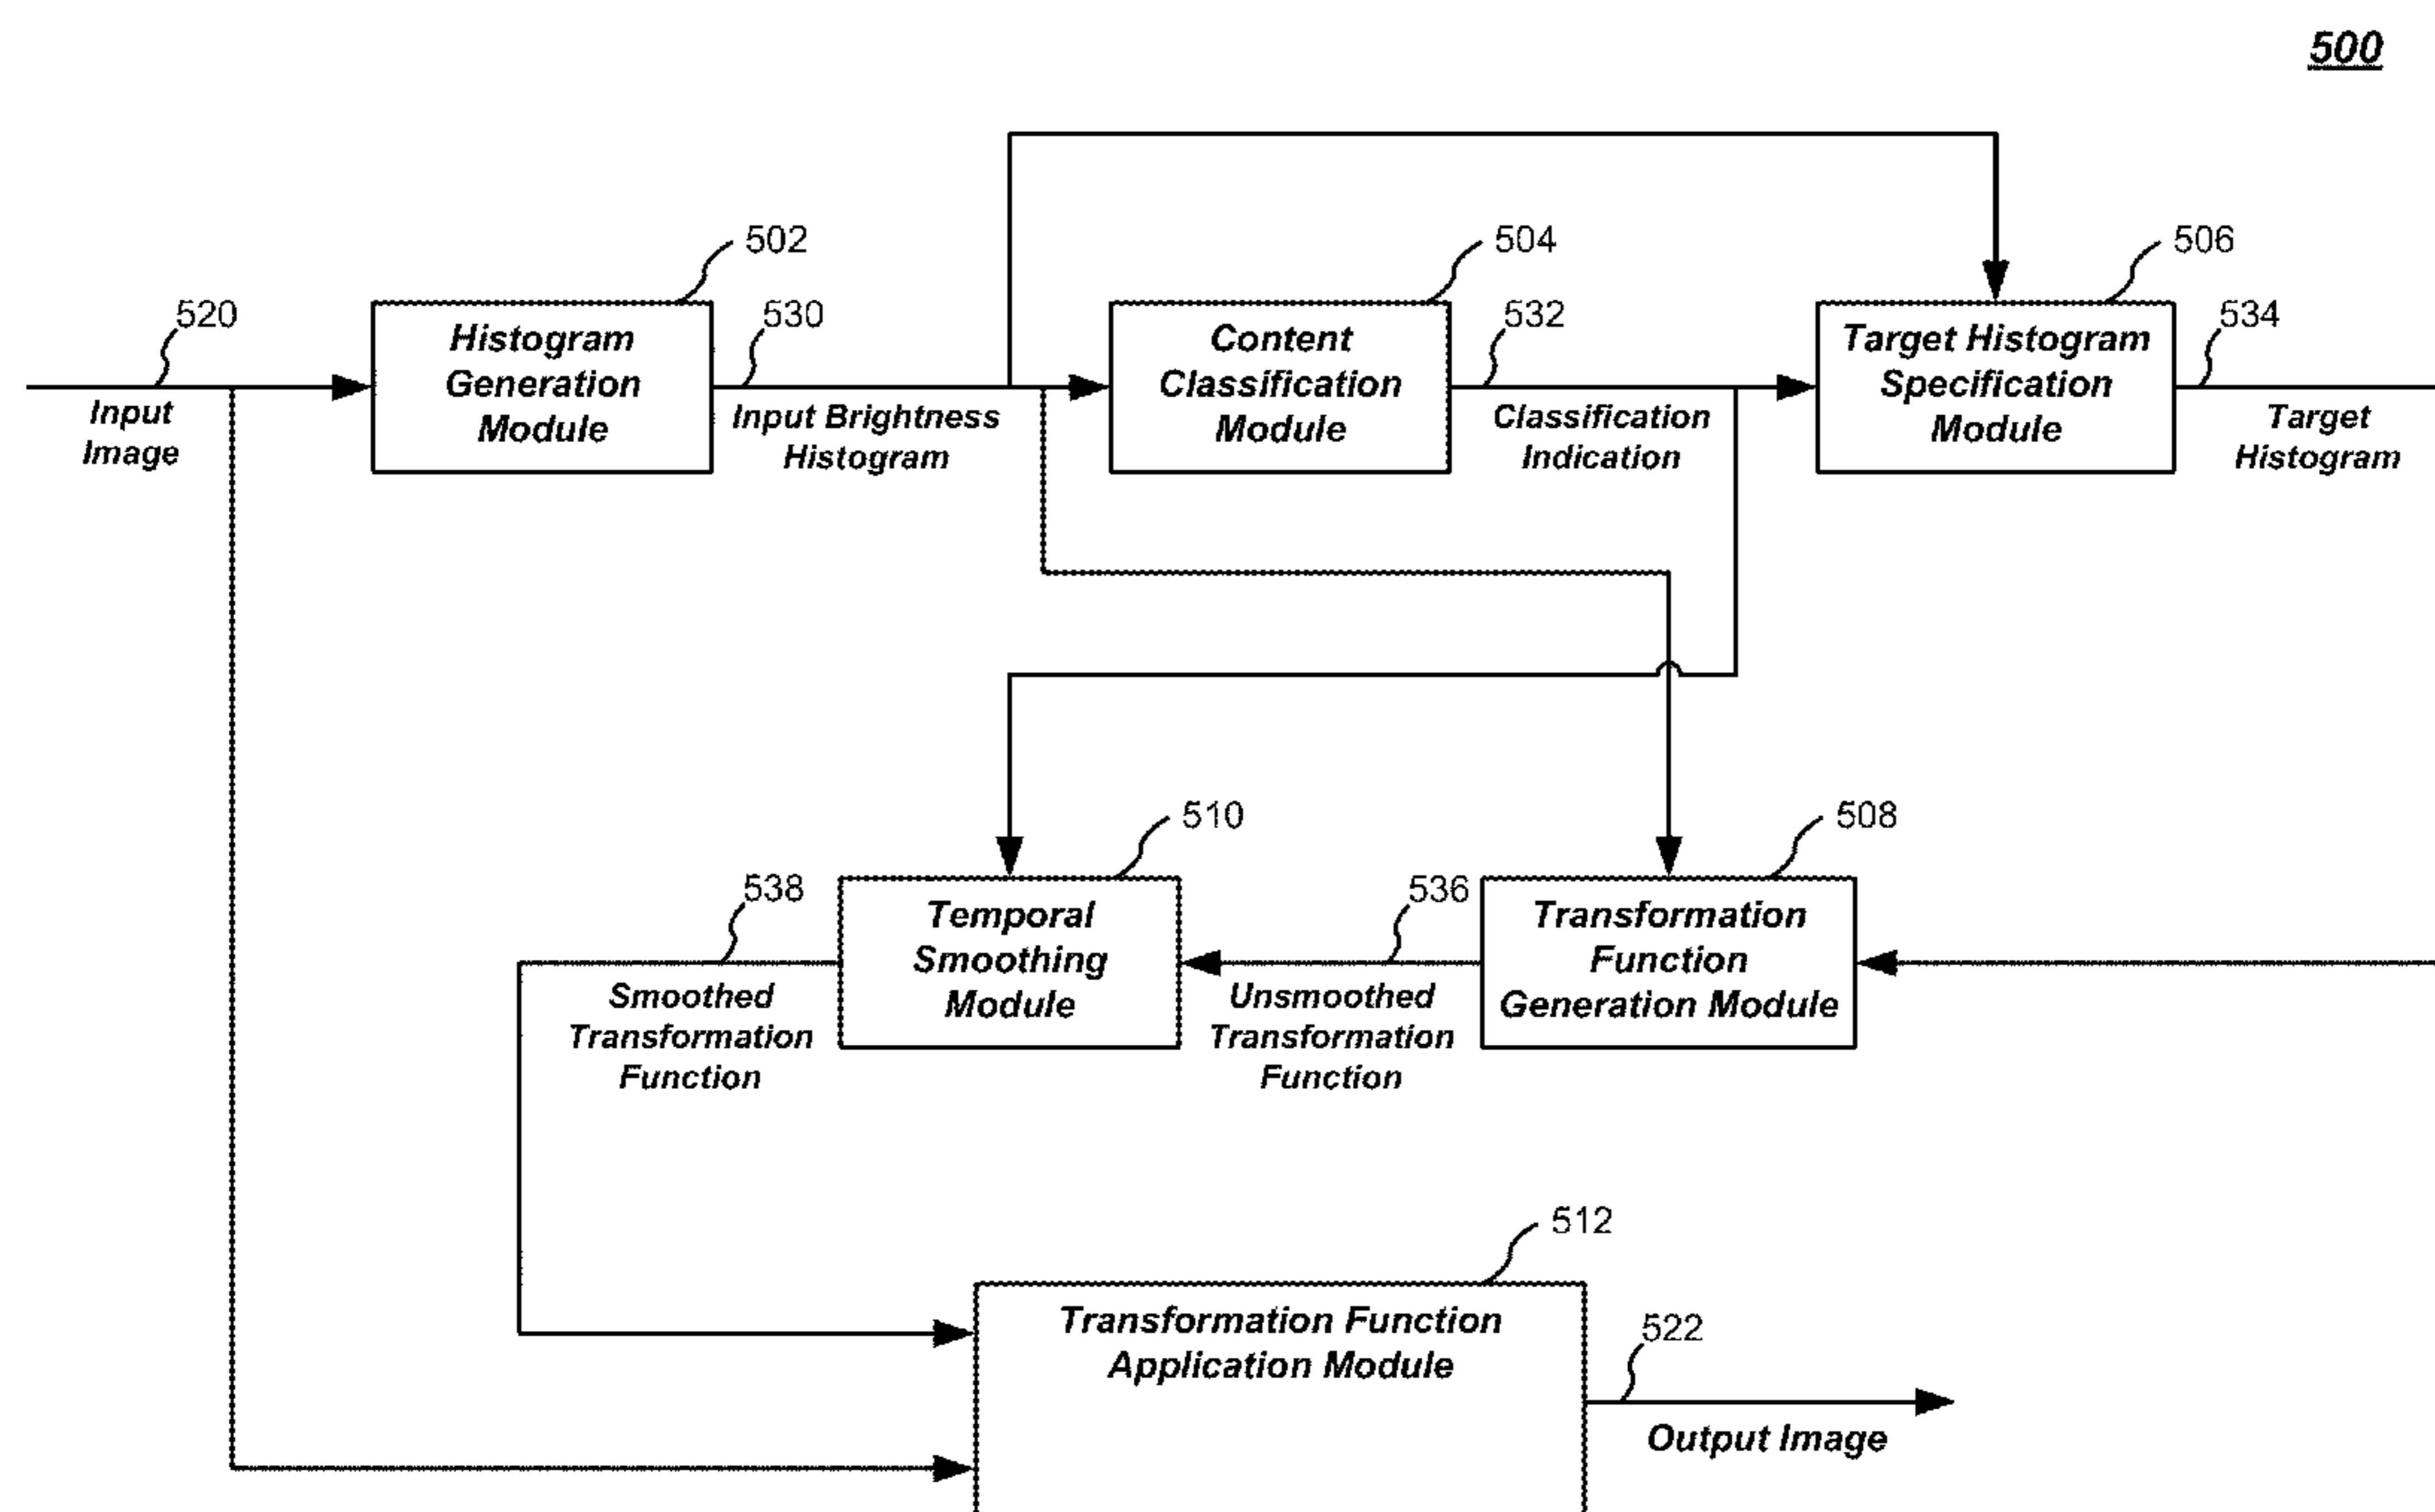 500
502
504
506
520
530
532
534
Histogram
Generation
Module
Content
Classification
Module
Target Histogram
Specification
Module
Input
Image
Input Brightness
Histogram
Classification
Indication
Target
Histogram
510
508
538
536
Temporal
Smoothing
Module
Transformation
Function
Generation Module
Smoothed
Transformation
Function
Unsmoothed
Transformation
Function
512
Transformation Function
Application Module
522
Output Image